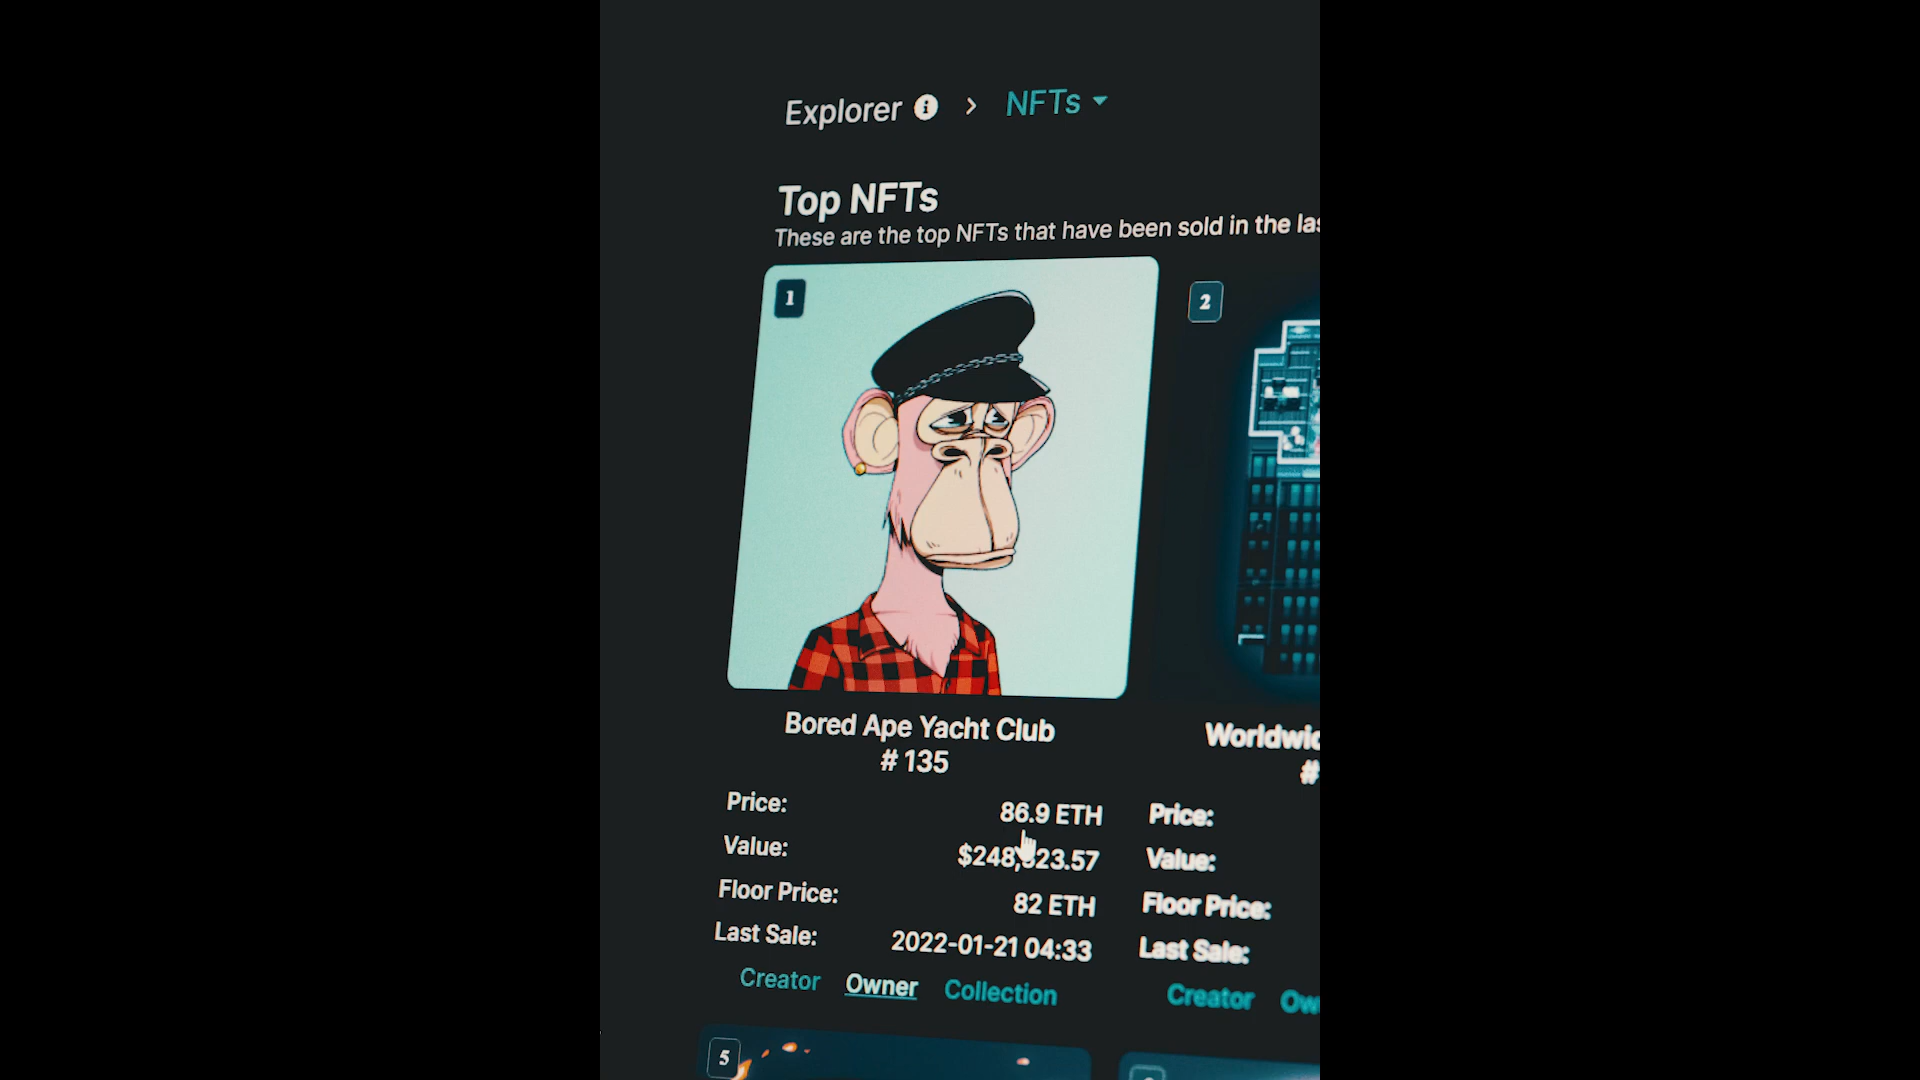 Explorer i > NFTs
Top NFTs
These are the top NFTs that have been sold in the
1
2
Bored Ape Yacht Club
# 135
Price: 86.9 ETH
Value:
Floor Price: 82 ETH
Last Sale: 2022-01-21 04:33
Creator Owner Collection
#
Price:
Value:
Floor Price:
Last Sale:
Creator
5